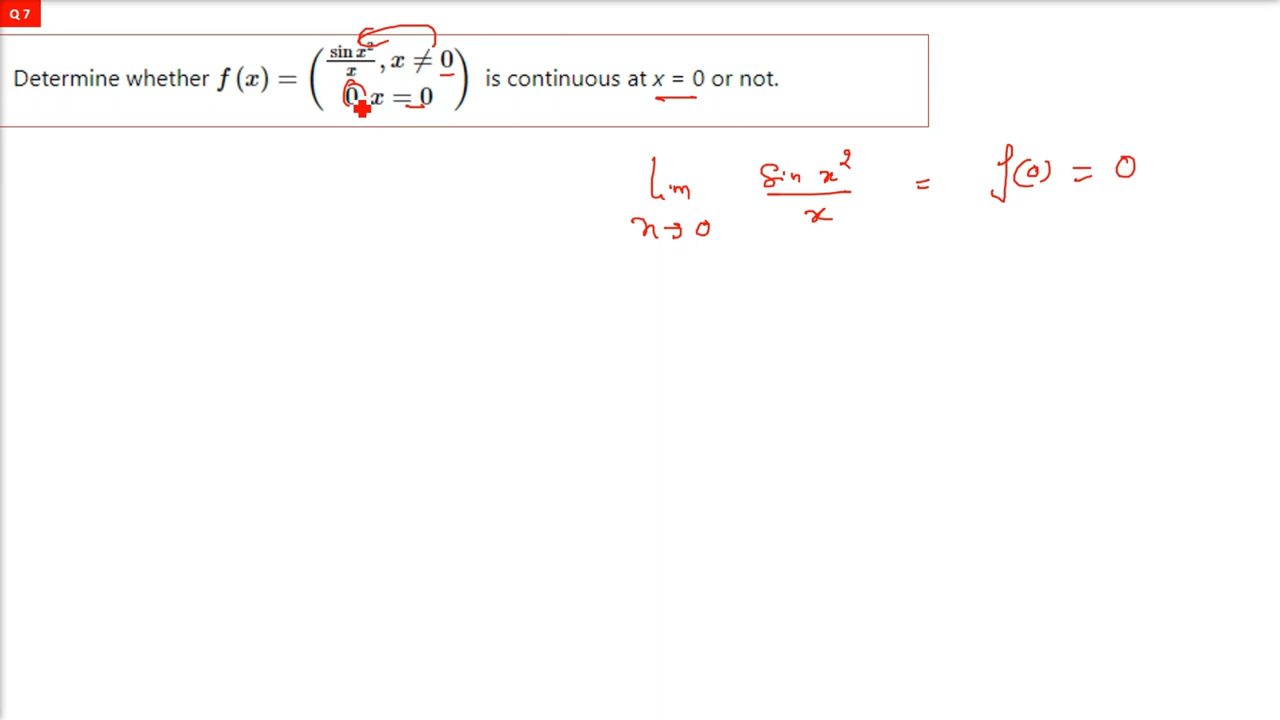 Q 7
Determine whether f (x) = ( sin x² / x , x ≠ 0
0, x = 0 ) is continuous at x = 0 or not.
Lim x→0 sin x² / x = f(0) = 0